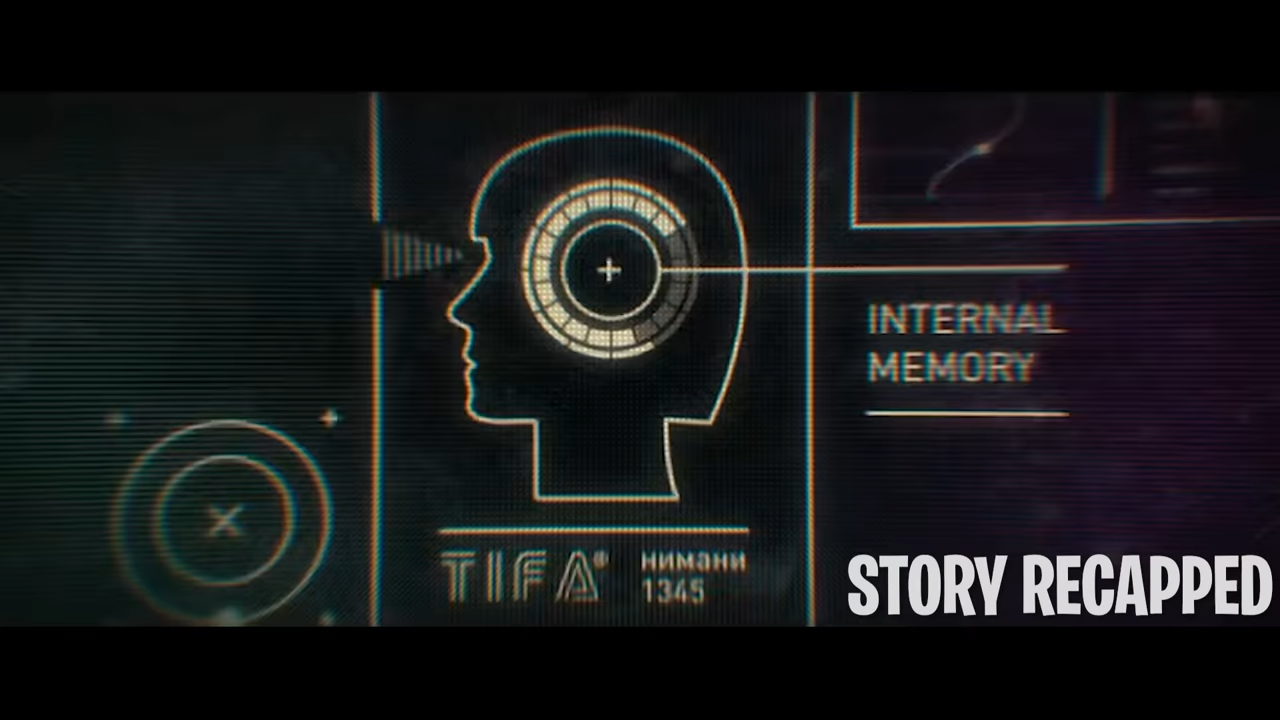 INTERNAL
MEMORY
TIFA®
нимани
1345
STORY RECAPPED